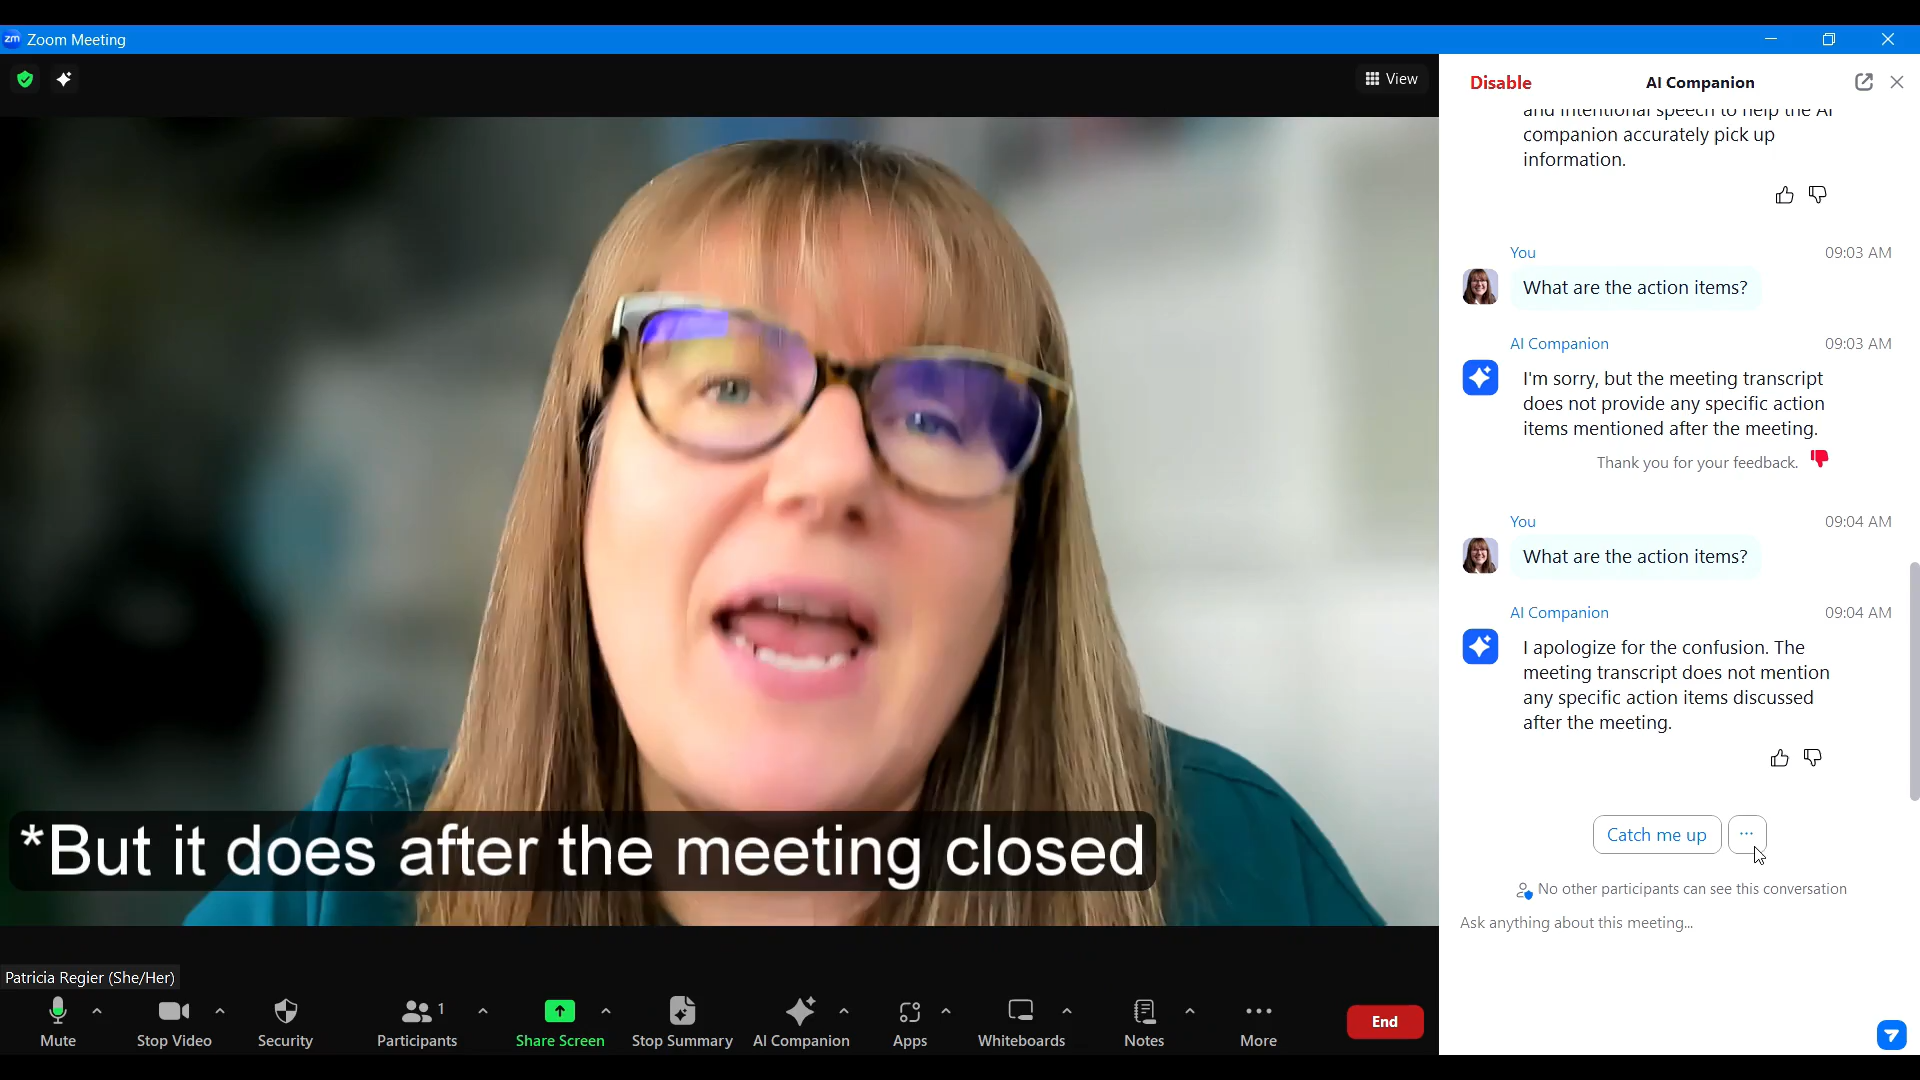 zm Zoom Meeting
View
Disable
AI Companion
and intentional speech to help the AI
companion accurately pick up
information.
You 09:03 AM
What are the action items?
AI Companion 09:03 AM
I'm sorry, but the meeting transcript
does not provide any specific action
items mentioned after the meeting.
Thank you for your feedback.
You 09:04 AM
What are the action items?
AI Companion 09:04 AM
I apologize for the confusion. The
meeting transcript does not mention
any specific action items discussed
after the meeting.
Catch me up ...
No other participants can see this conversation
Ask anything about this meeting...
*But it does after the meeting closed
Patricia Regier (She/Her)
1
Mute
Stop Video
Security
Participants
Share Screen
Stop Summary
AI Companion
Apps
Whiteboards
Notes
More
End